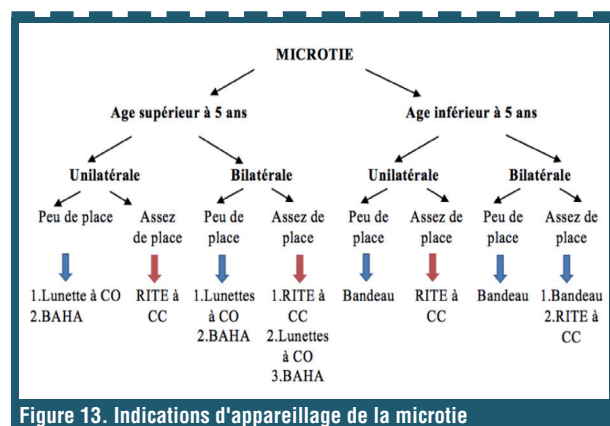 MICROTIE
Age supérieur à 5 ans
Age inférieur à 5 ans
Unilatérale
Bilatérale
Unilatérale
Bilatérale
Peu de place
Assez
de place
Peu de
place
Assez de
place
Peu de
place
Assez de
place
Peu de
place
Assez de
place
1.Lunette à CO
2.BAHA
RITE à
CC
1.Lunettes
à CO
2.BAHA
1.RITE à
CC
2.Lunettes
à CO
3.BAHA
Bandeau
RITE à
CC
Bandeau
1.Bandeau
2.RITE à
CC
Figure 13. Indications d'appareillage de la microtie